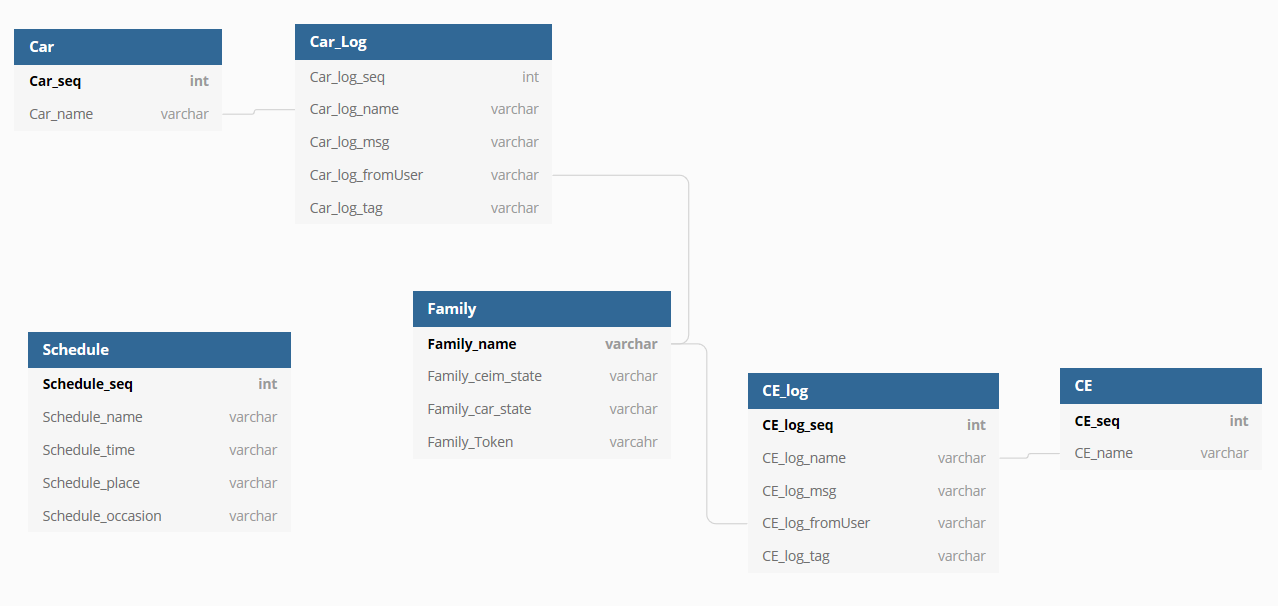 Car
Car_seq int
Car_name varchar
Car_Log
Car_log_seq int
Car_log_name varchar
Car_log_msg varchar
Car_log_fromUser varchar
Car_log_tag varchar
Schedule
Schedule_seq int
Schedule_name varchar
Schedule_time varchar
Schedule_place varchar
Schedule_occasion varchar
Family
Family_name varchar
Family_ceim_state varchar
Family_car_state varchar
Family_Token varcahr
CE_log
CE_log_seq int
CE_log_name varchar
CE_log_msg varchar
CE_log_fromUser varchar
CE_log_tag varchar
CE
CE_seq int
CE_name varchar